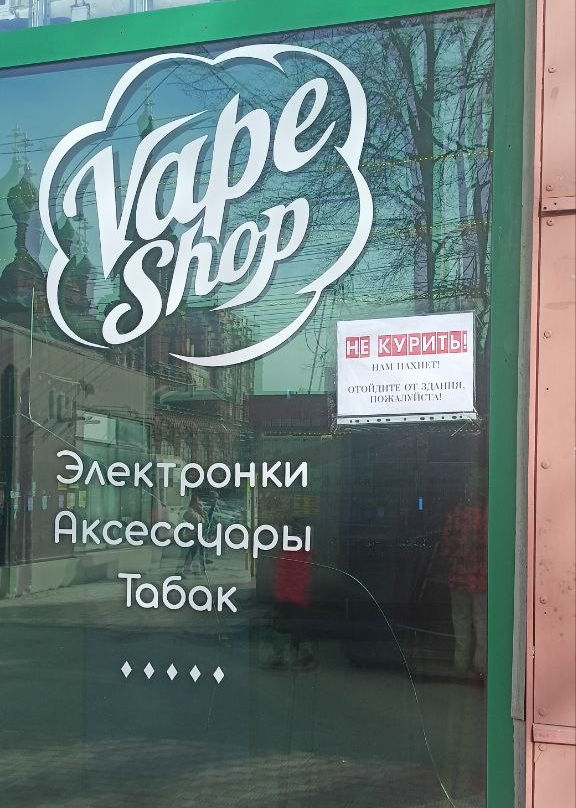 Vape
Shop
НЕ КУРИТЬ!
НАМ ПАХНЕТ!
ОТОЙДИТЕ ОТ ЗДАНИЯ,
ПОЖАЛУЙСТА!
Электронки
Аксессуары
Табак